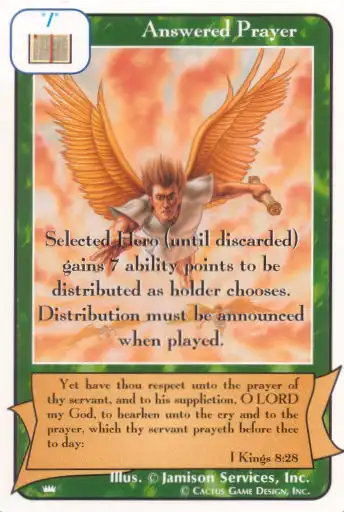 "7"
Answered Prayer
Selected Hero (until discarded)
gains 7 ability points to be
distributed as holder chooses.
Distribution must be announced
when played.
Yet have thou respect unto the prayer of
thy servant, and to his suppliction, O LORD
my God, to hearken unto the cry and to the
prayer, which thy servant prayeth before thee
to day:
I Kings 8:28
Illus. © Jamison Services, Inc.
© CACTUS GAME DESIGN, INC.